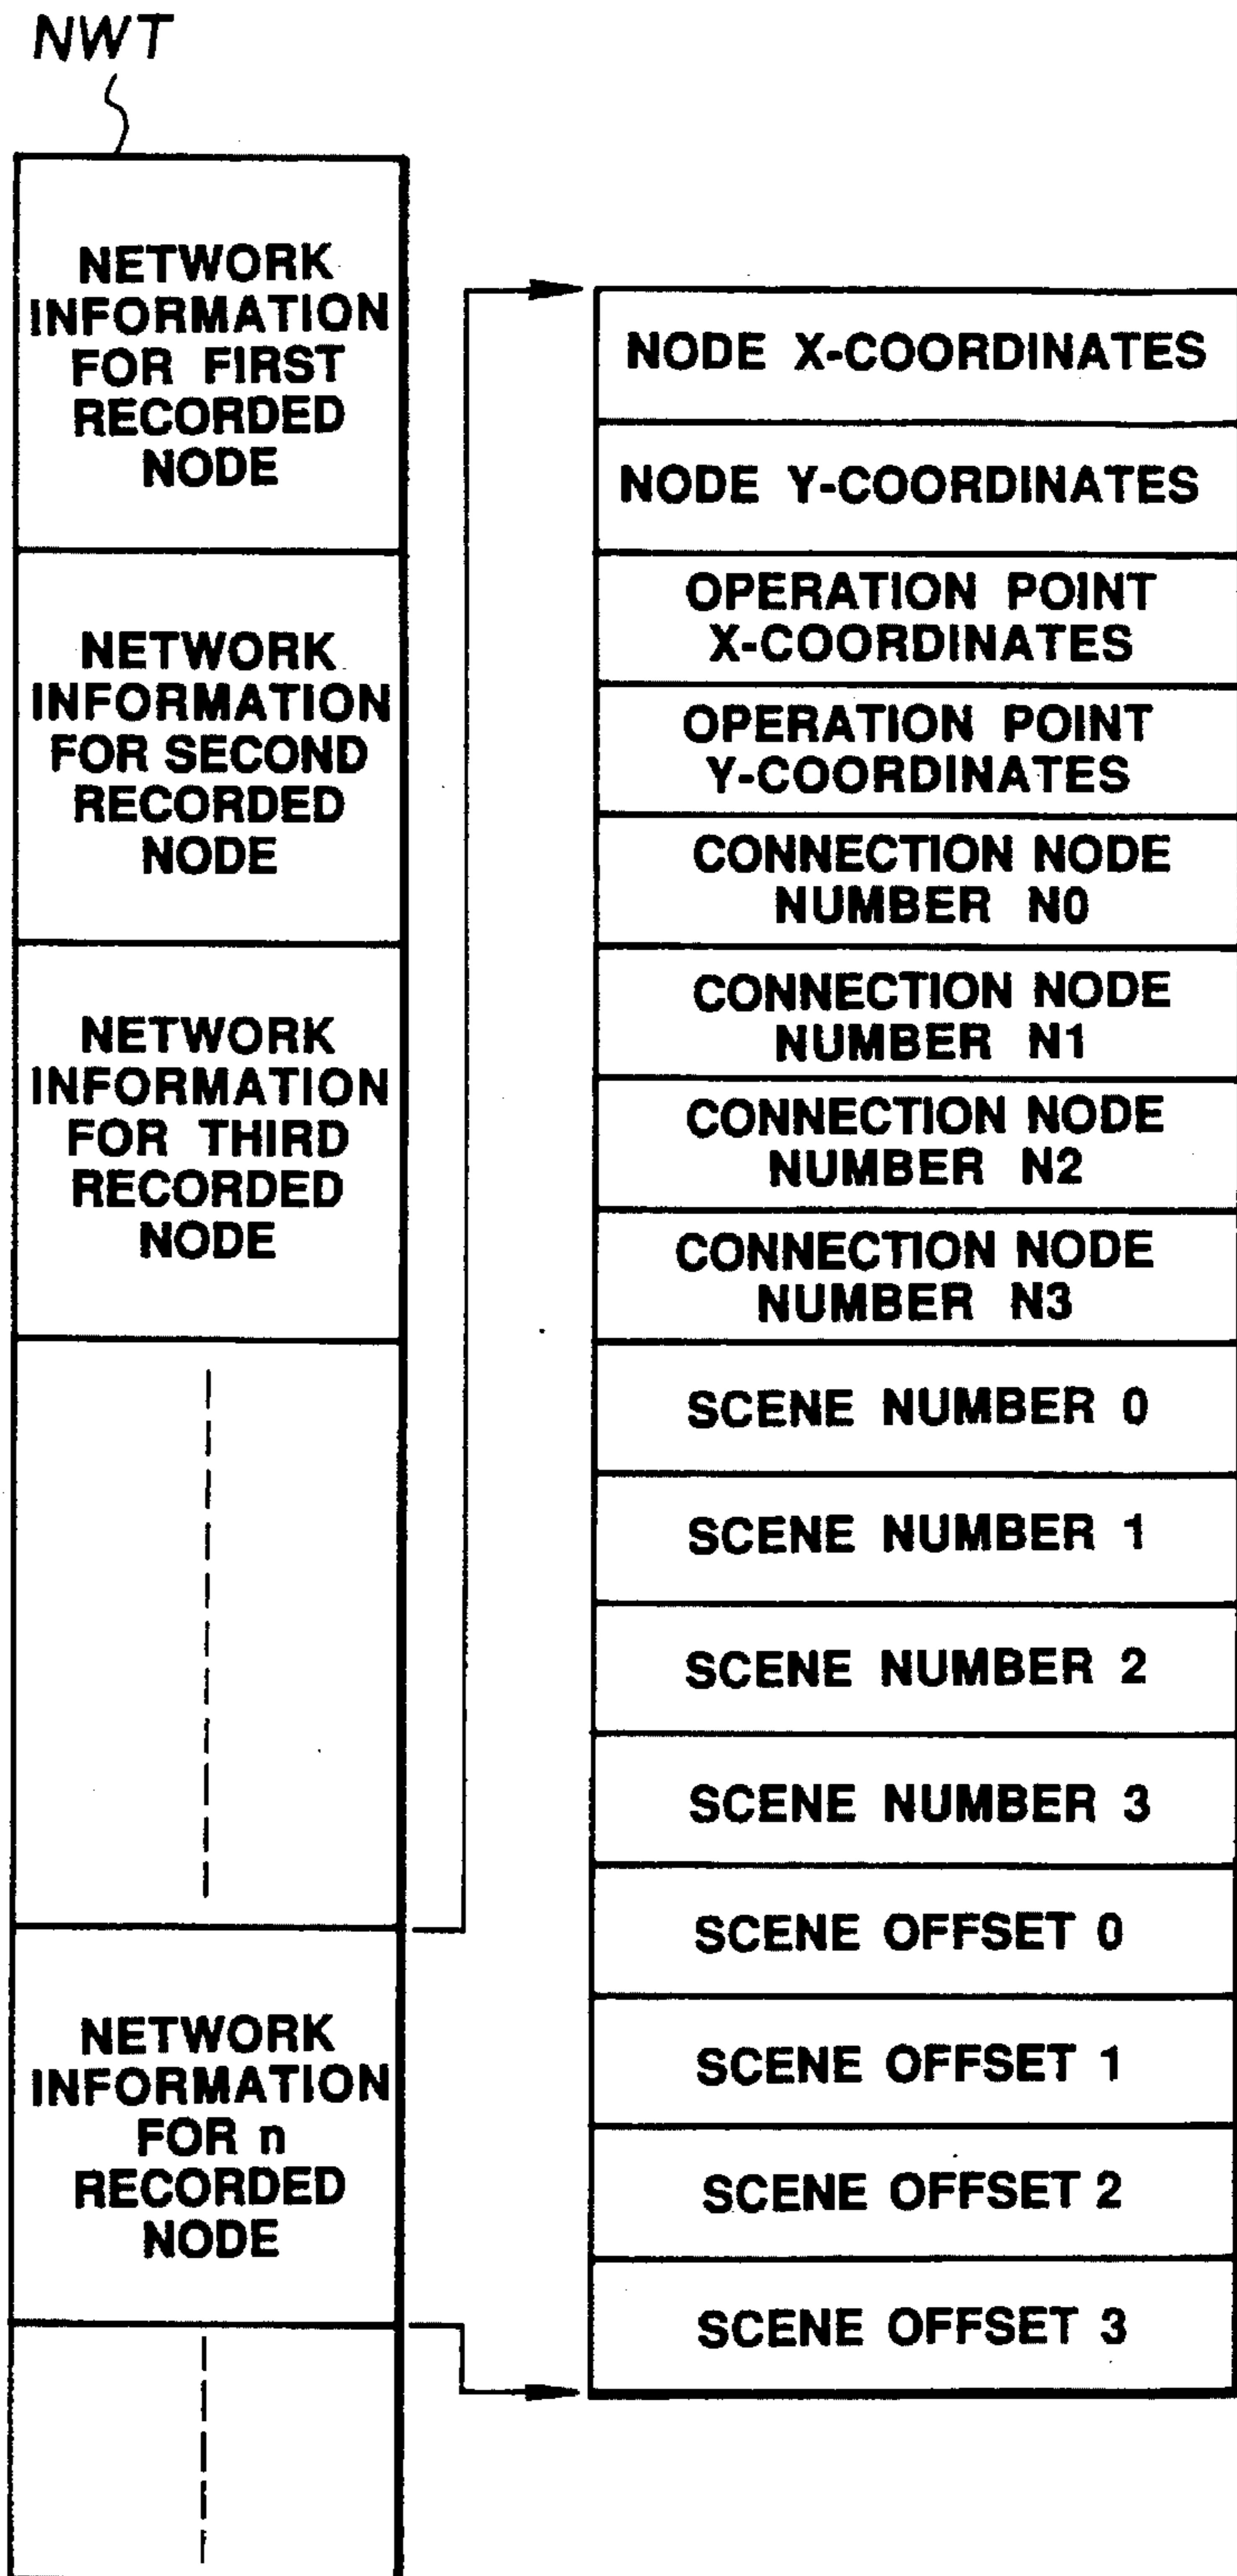 NWT
NETWORK
INFORMATION
FOR FIRST
RECORDED
NODE
NETWORK
INFORMATION
FOR SECOND
RECORDED
NODE
NETWORK
INFORMATION
FOR THIRD
RECORDED
NODE
NETWORK
INFORMATION
FOR n
RECORDED
NODE
NODE X-COORDINATES
NODE Y-COORDINATES
OPERATION POINT
X-COORDINATES
OPERATION POINT
Y-COORDINATES
CONNECTION NODE
NUMBER N0
CONNECTION NODE
NUMBER N1
CONNECTION NODE
NUMBER N2
CONNECTION NODE
NUMBER N3
SCENE NUMBER 0
SCENE NUMBER 1
SCENE NUMBER 2
SCENE NUMBER 3
SCENE OFFSET 0
SCENE OFFSET 1
SCENE OFFSET 2
SCENE OFFSET 3